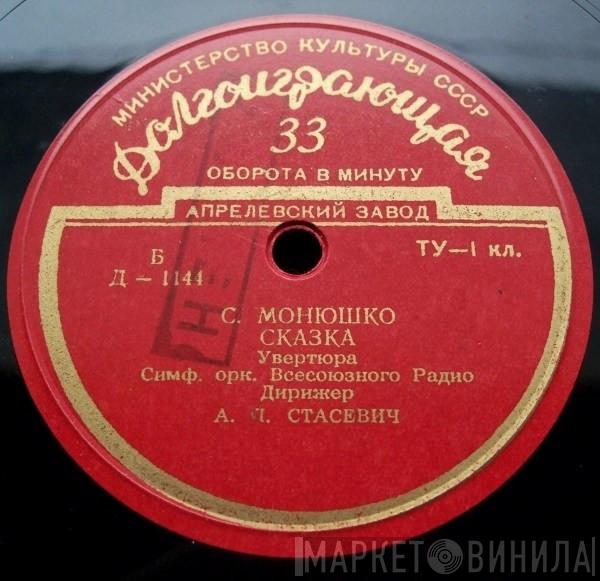 МИНИСТЕРСТВО КУЛЬТУРЫ СССР
Долгоиграющая
33
ОБОРОТА В МИНУТУ
АПРЕЛЕВСКИЙ ЗАВОД
Б
Д – 1144
ТУ—1 кл.
С. МОНЮШКО
СКАЗКА
Увертюра
Симф. орк. Всесоюзного Радио
Дирижер
А. Л. СТАСЕВИЧ
МАРКЕТ ВИНИЛА